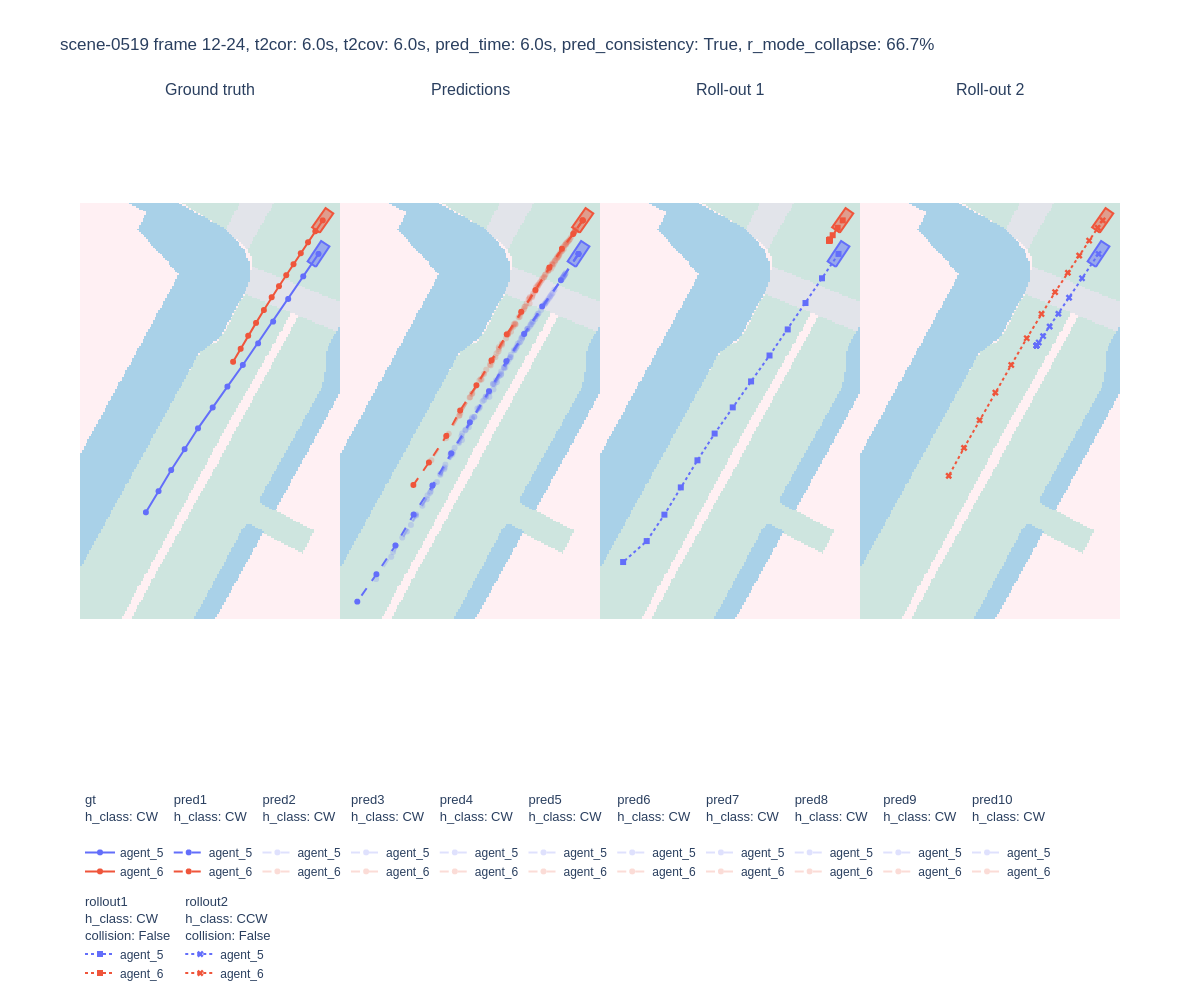 scene-0519 frame 12-24, t2cor: 6.0s, t2cov: 6.0s, pred_time: 6.0s, pred_consistency: True, r_mode_collapse: 66.7%
Ground truth Predictions Roll-out 1 Roll-out 2
gt pred1 pred2 pred3 pred4 pred5 pred6 pred7 pred8 pred9 pred10
h_class: CW h_class: CW h_class: CW h_class: CW h_class: CW h_class: CW h_class: CW h_class: CW h_class: CW h_class: CW h_class: CW
agent_5 agent_5 agent_5 agent_5 agent_5 agent_5 agent_5 agent_5 agent_5 agent_5 agent_5
agent_6 agent_6 agent_6 agent_6 agent_6 agent_6 agent_6 agent_6 agent_6 agent_6 agent_6
rollout1 rollout2
h_class: CW h_class: CCW
collision: False collision: False
agent_5 agent_5
agent_6 agent_6